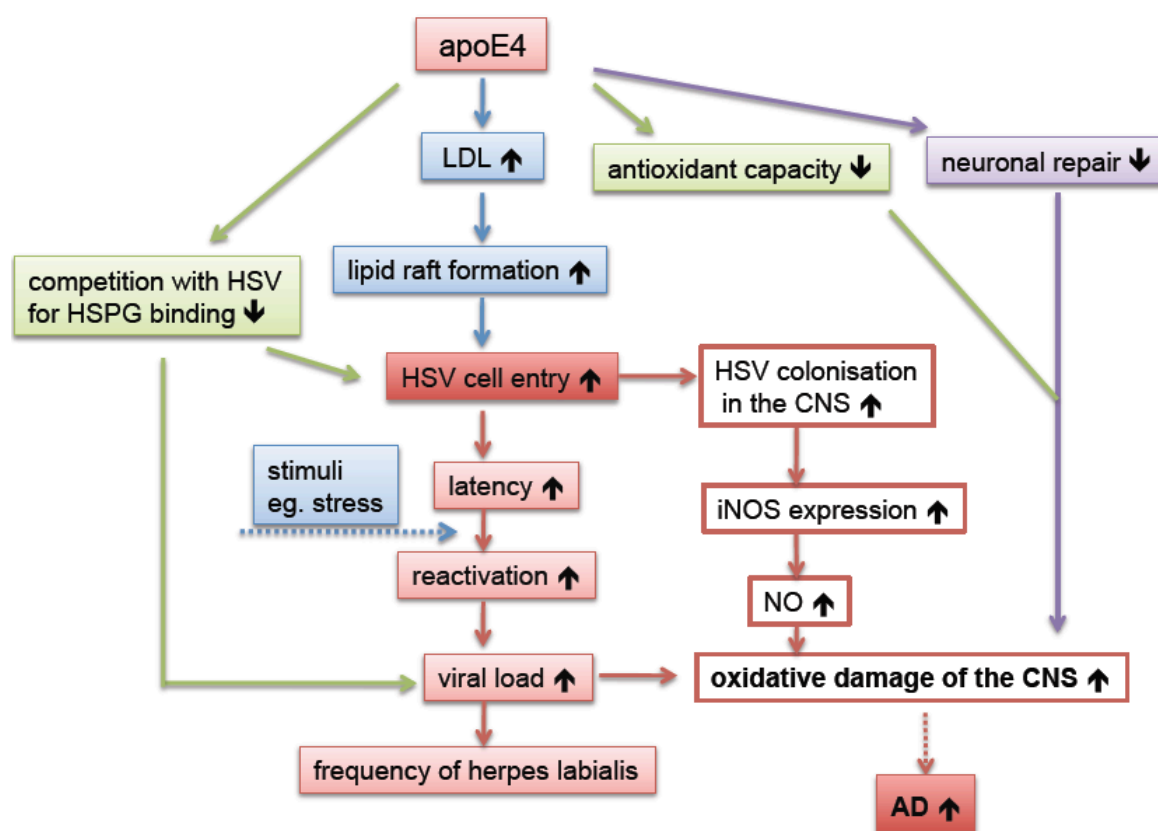 apoE4
LDL ↑
antioxidant capacity ↓
neuronal repair ↓
lipid raft formation ↑
competition with HSV
for HSPG binding ↓
HSV cell entry ↑
HSV colonisation
in the CNS ↑
stimuli
eg. stress
latency ↑
iNOS expression ↑
reactivation ↑
NO ↑
viral load ↑
oxidative damage of the CNS ↑
frequency of herpes labialis
AD ↑